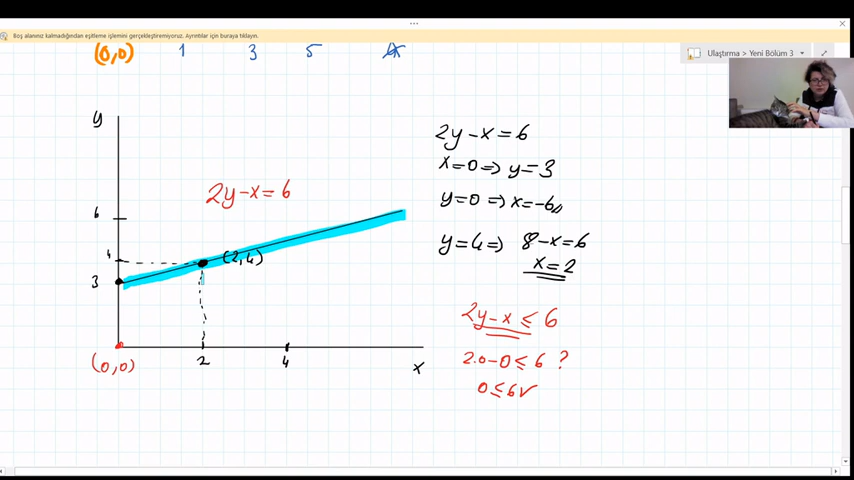 Boş alanınız kalmadığından eşitleme işlemini gerçekleştiremiyoruz. Ayrıntılar için buraya tıklayın.
Ulaştırma > Yeni Bölüm 3
(0,0) 1 3 5
y
6
4
3
2y-x=6
(2,4)
(0,0)
2
4
x
2y-x=6
x=0=>y=3
y=0=>x=-6
y=4=> 8-x=6
x=2
2y-x≤6
2.0-0≤6 ?
0≤6✓